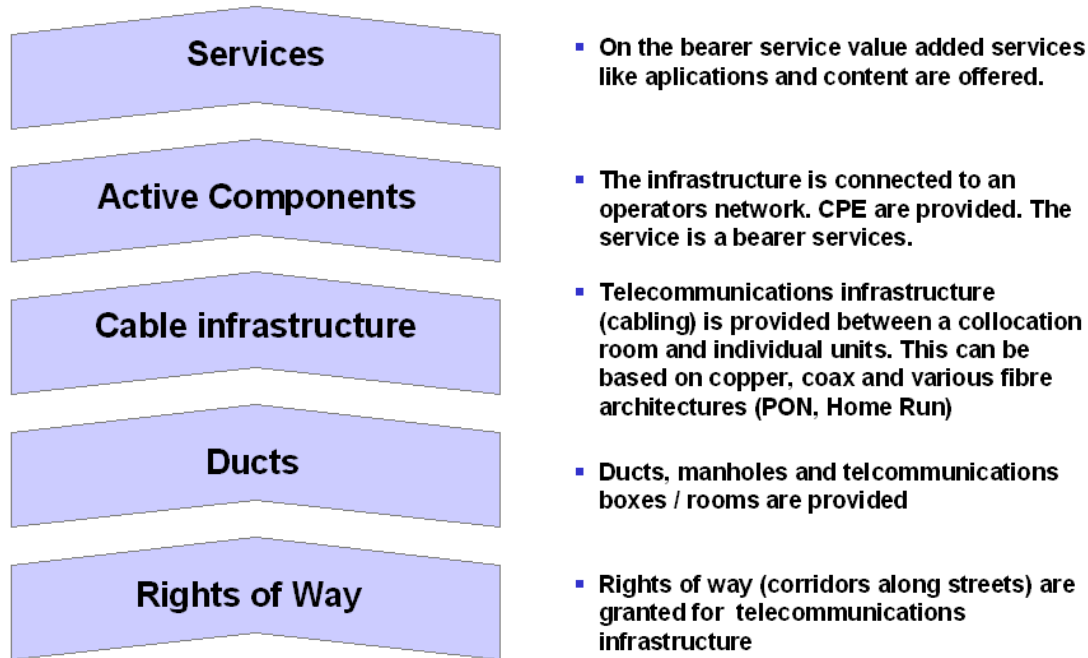 Services
▪ On the bearer service value added services
like aplications and content are offered.
Active Components
▪ The infrastructure is connected to an
operators network. CPE are provided. The
service is a bearer services.
Cable infrastructure
▪ Telecommunications infrastructure
(cabling) is provided between a collocation
room and individual units. This can be
based on copper, coax and various fibre
architectures (PON, Home Run)
Ducts
▪ Ducts, manholes and telcommunications
boxes / rooms are provided
Rights of Way
▪ Rights of way (corridors along streets) are
granted for telecommunications
infrastructure